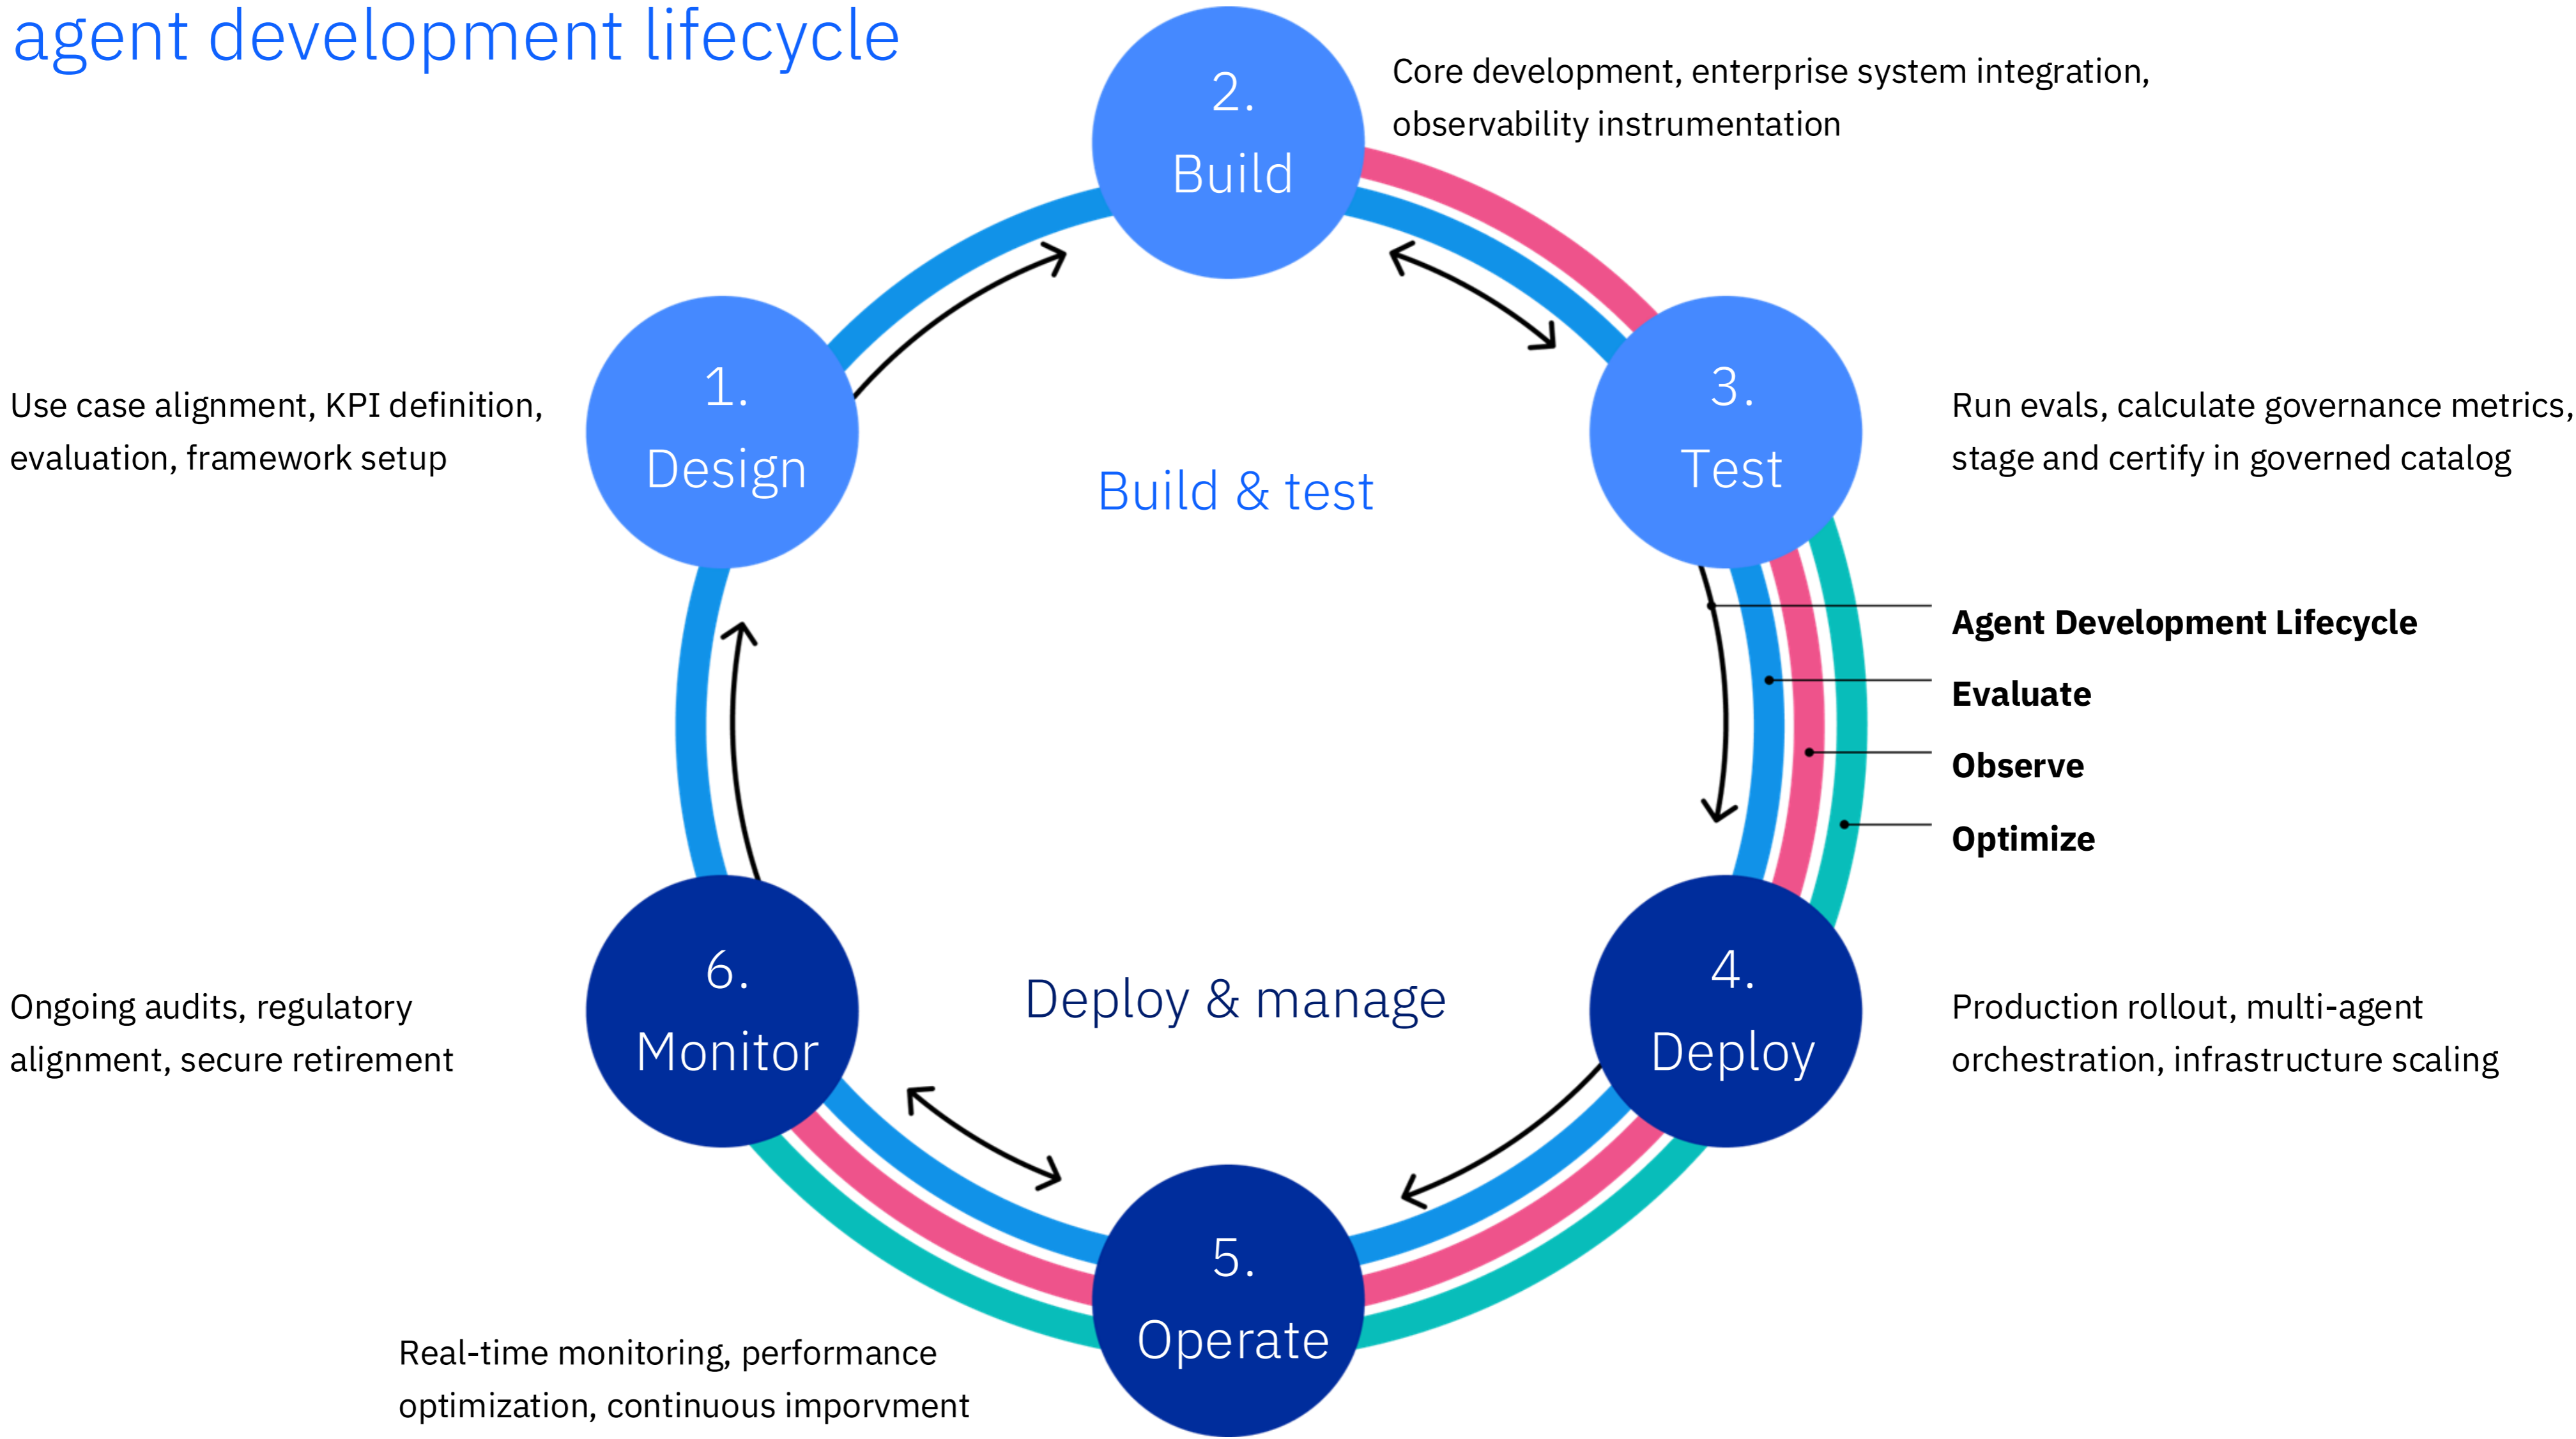 agent development lifecycle
2.
Build
Core development, enterprise system integration,
observability instrumentation
1.
Design
Use case alignment, KPI definition,
evaluation, framework setup
3.
Test
Run evals, calculate governance metrics,
stage and certify in governed catalog
Build & test
Agent Development Lifecycle
Evaluate
Observe
Optimize
Deploy & manage
4.
Deploy
Production rollout, multi-agent
orchestration, infrastructure scaling
6.
Monitor
Ongoing audits, regulatory
alignment, secure retirement
5.
Operate
Real-time monitoring, performance
optimization, continuous imporvment